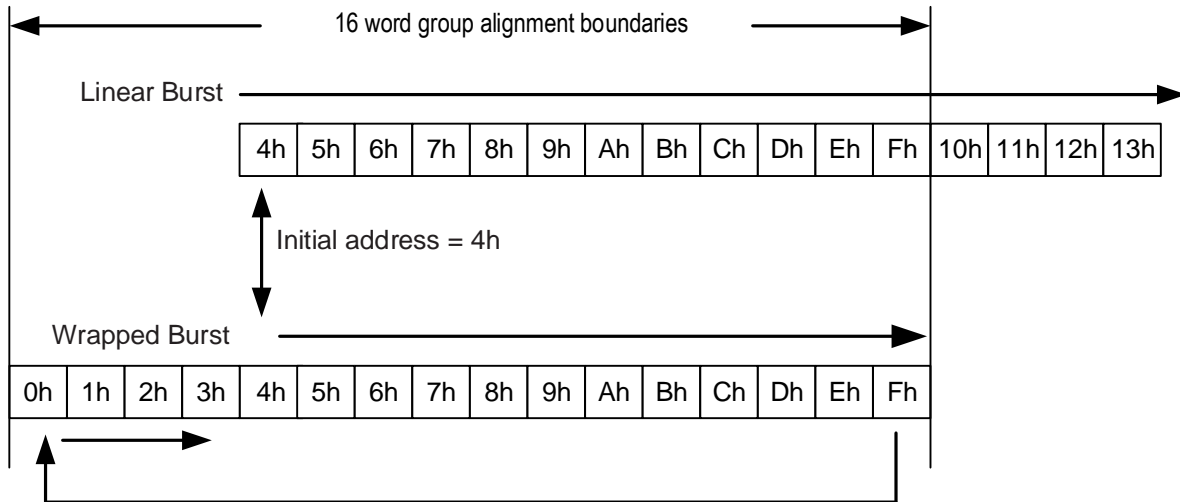 16 word group alignment boundaries
Linear Burst
4h 5h 6h 7h 8h 9h Ah Bh Ch Dh Eh Fh 10h 11h 12h 13h
Initial address = 4h
Wrapped Burst
0h 1h 2h 3h 4h 5h 6h 7h 8h 9h Ah Bh Ch Dh Eh Fh